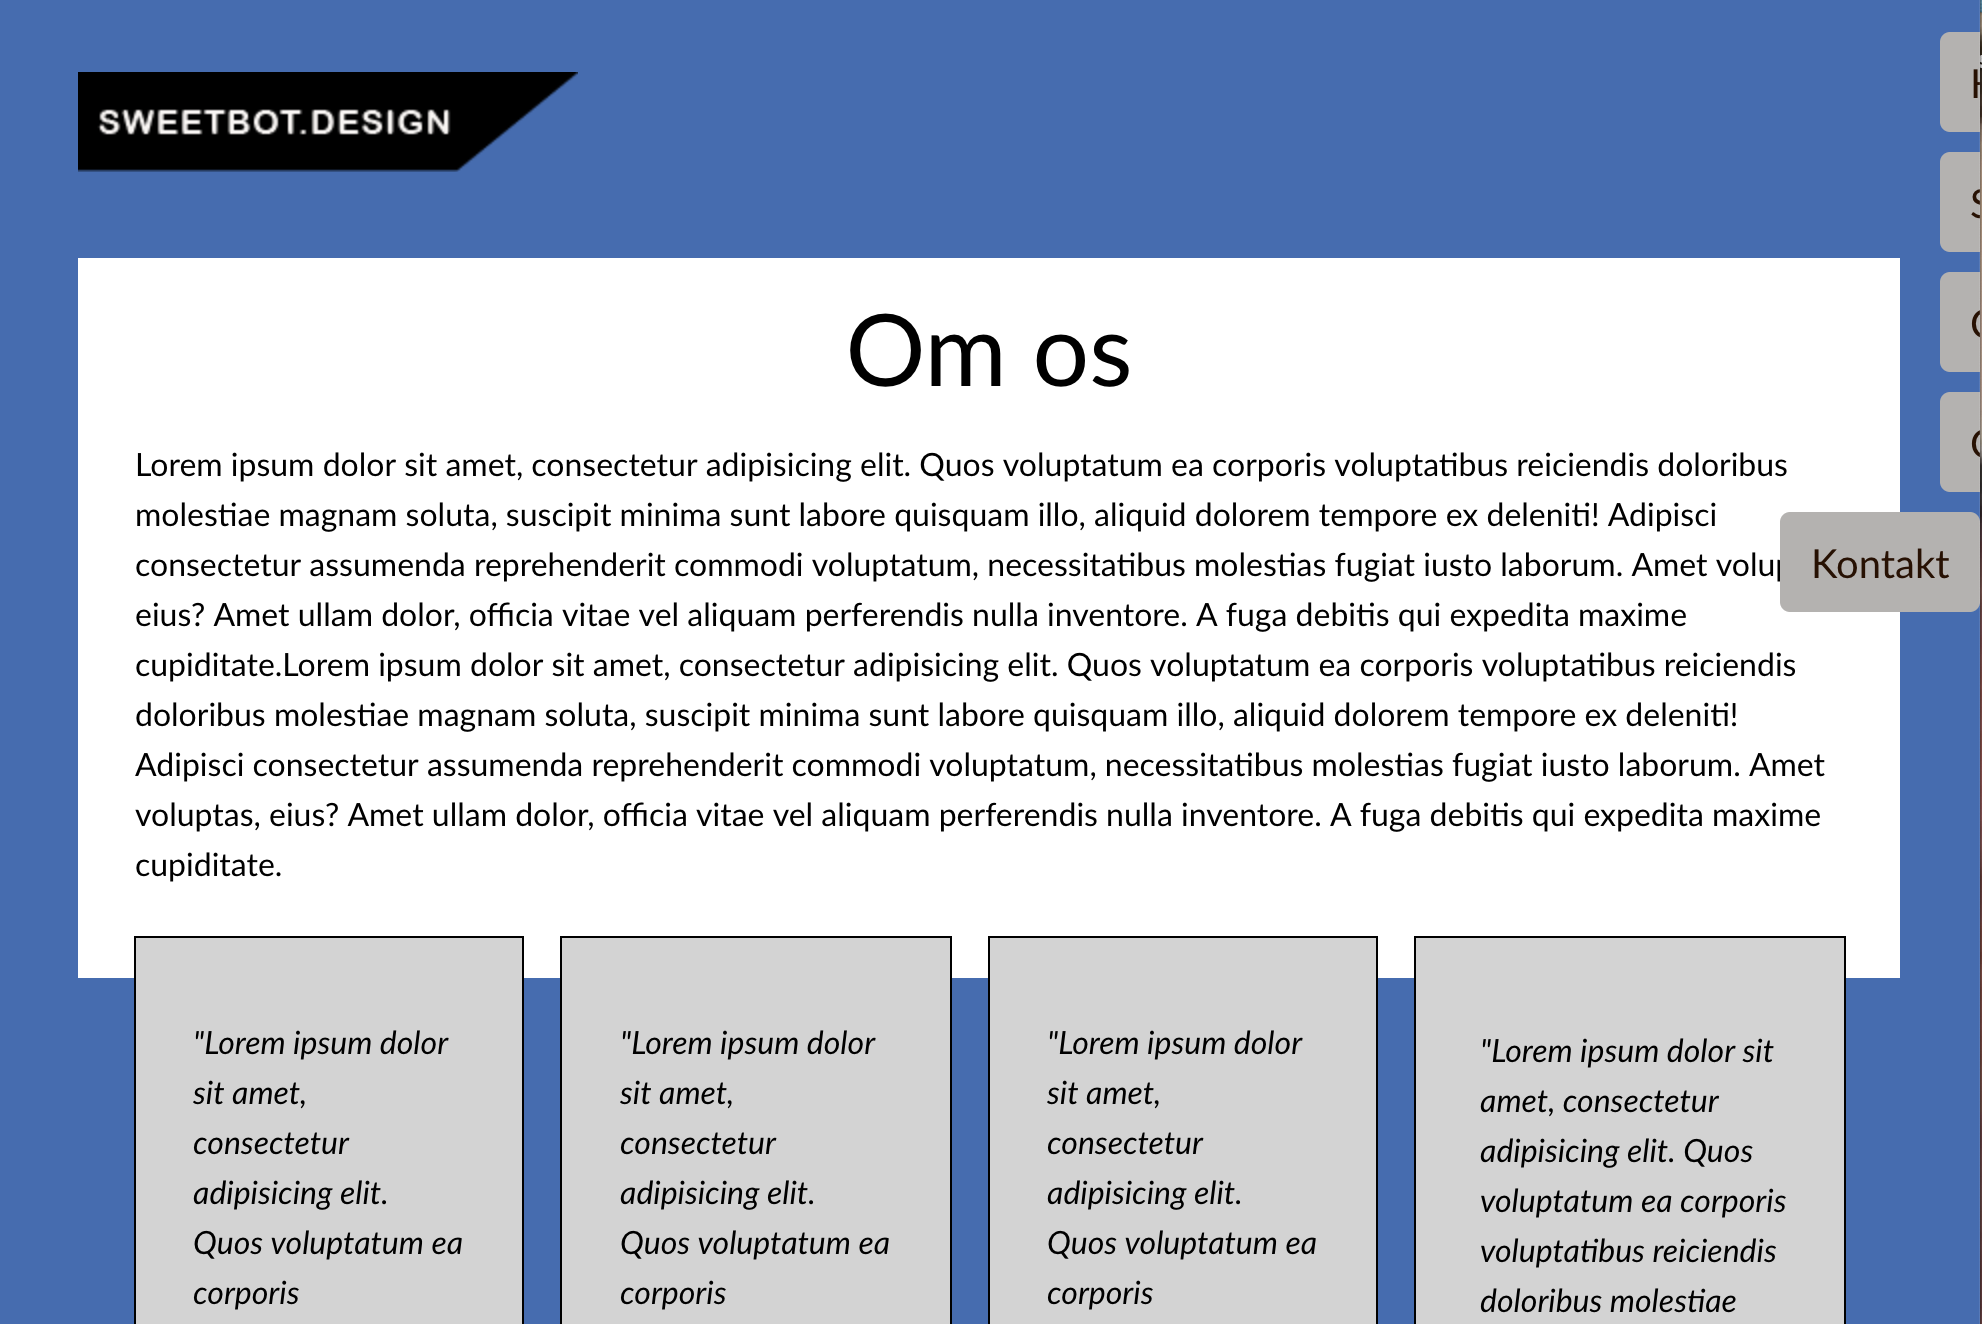 SWEETBOT.DESIGN
Om os
Lorem ipsum dolor sit amet, consectetur adipisicing elit. Quos voluptatum ea corporis voluptatibus reiciendis doloribus
molestiae magnam soluta, suscipit minima sunt labore quisquam illo, aliquid dolorem tempore ex deleniti! Adipisci
consectetur assumenda reprehenderit commodi voluptatum, necessitatibus molestias fugiat iusto laborum. Amet
eius? Amet ullam dolor, officia vitae vel aliquam perferendis nulla inventore. A fuga debitis qui expedita maxime
cupiditate.Lorem ipsum dolor sit amet, consectetur adipisicing elit. Quos voluptatum ea corporis voluptatibus reiciendis
doloribus molestiae magnam soluta, suscipit minima sunt labore quisquam illo, aliquid dolorem tempore ex deleniti!
Adipisci consectetur assumenda reprehenderit commodi voluptatum, necessitatibus molestias fugiat iusto laborum. Amet
voluptas, eius? Amet ullam dolor, officia vitae vel aliquam perferendis nulla inventore. A fuga debitis qui expedita maxime
cupiditate.
Kontakt
"Lorem ipsum dolor
sit amet,
consectetur
adipisicing elit.
Quos voluptatum ea
corporis
"Lorem ipsum dolor
sit amet,
consectetur
adipisicing elit.
Quos voluptatum ea
corporis
"Lorem ipsum dolor
sit amet,
consectetur
adipisicing elit.
Quos voluptatum ea
corporis
"Lorem ipsum dolor sit
amet, consectetur
adipisicing elit. Quos
voluptatum ea corporis
voluptatibus reiciendis
doloribus molestiae